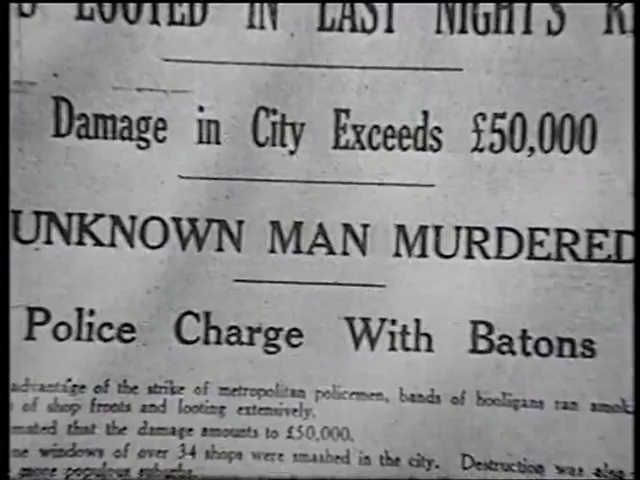 LOOTED IN LAST NIGHT'S
Damage in City Exceeds £50,000
UNKNOWN MAN MURDERED
Police Charge With Batons
advantage of the strike of metropolitan policemen, bands of hooligans ran amok
of shop fronts and looting extensively.
mated that the damage amounts to £50,000.
windows of over 34 shops were smashed in the city. Destruction was also
more populous suburbs.